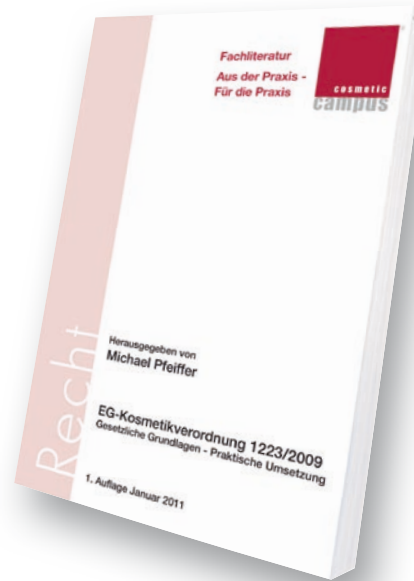 Fachliteratur
Aus der Praxis -
Für die Praxis
cosmetic
campus
Recht
Herausgegeben von
Michael Pfeiffer
EG-Kosmetikverordnung 1223/2009
Gesetzliche Grundlagen - Praktische Umsetzung
1. Auflage Januar 2011